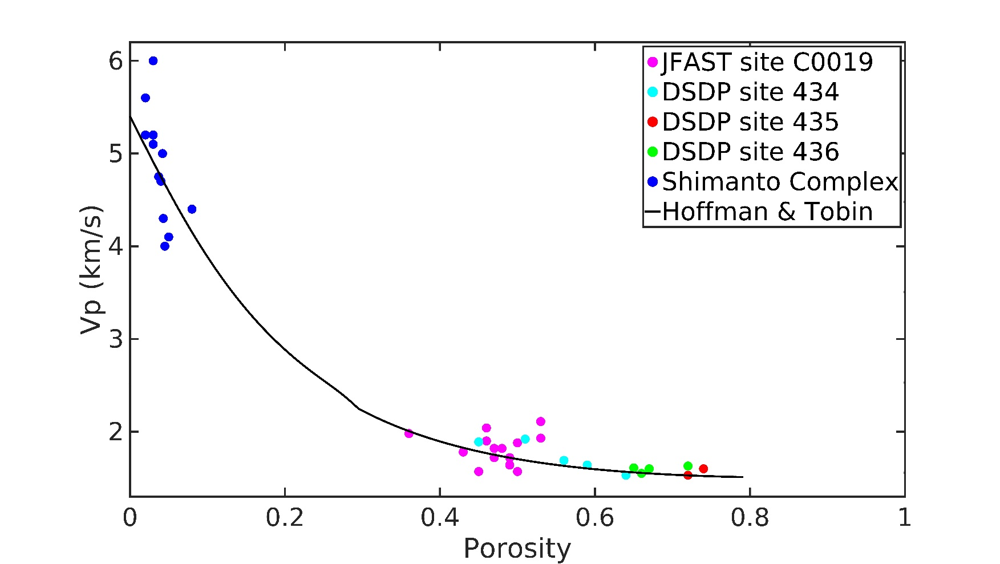 JFAST site C0019
DSDP site 434
DSDP site 435
DSDP site 436
Shimanto Complex
Hoffman & Tobin
6
5
4
3
2
Vp (km/s)
0 0.2 0.4 0.6 0.8 1
Porosity